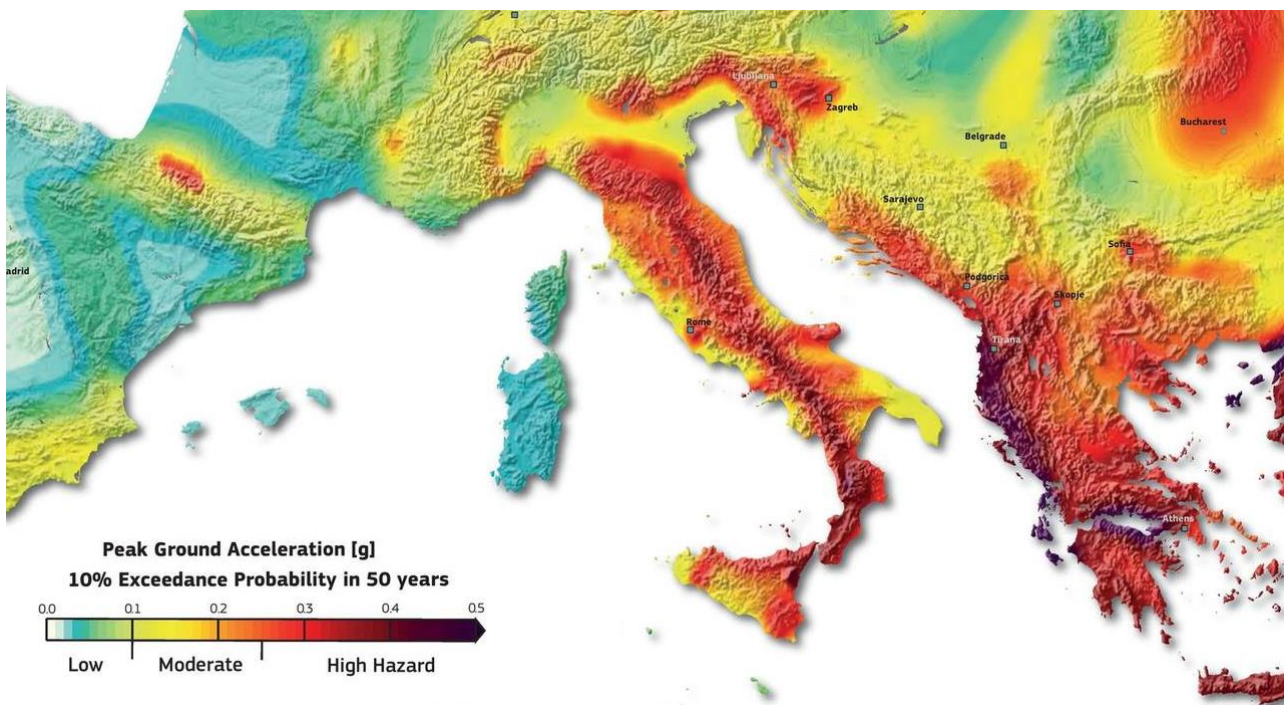 Ljubljana
Zagreb
Belgrade
Bucharest
Sarajevo
Sofia
adrid
Podgorica
Skopje
Rome
Tirana
Athens
Peak Ground Acceleration [g]
10% Exceedance Probability in 50 years
0.0 0.1 0.2 0.3 0.4 0.5
Low Moderate High Hazard